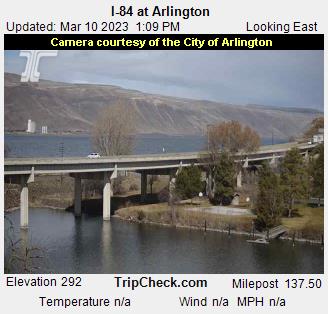 I-84 at Arlington
Updated: Mar 10 2023 1:09 PM Looking East
Camera courtesy of the City of Arlington
Elevation 292 TripCheck.com Milepost 137.50
Temperature n/a Wind n/a MPH n/a